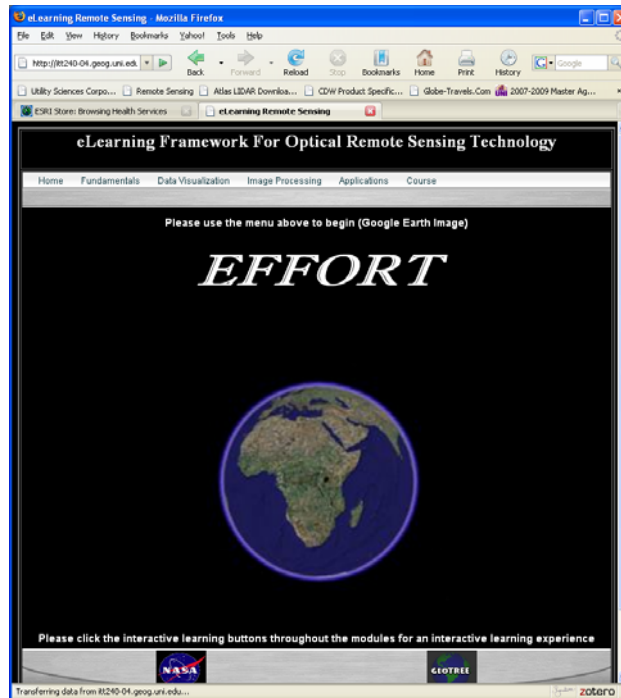 eLearning Remote Sensing - Mozilla Firefox
File Edit View History Bookmarks Yahoo! Tools Help
http://itt240-04.geog.uni.edu Back Forward Reload Stop Bookmarks Home Print History Google
Utility Sciences Corpo... Remote Sensing Atlas LIDAR Downloa... CDW Product Specific... Globe-Travels.Com 2007-2009 Master Ag...
ESRI Store: Browsing Health Services eLearning Remote Sensing
eLearning Framework For Optical Remote Sensing Technology
Home Fundamentals Data Visualization Image Processing Applications Course
Please use the menu above to begin (Google Earth Image)
EFFORT
Please click the interactive learning buttons throughout the modules for an interactive learning experience
NASA GEOTREE
Transferring data from itt240-04.geog.uni.edu... zotero